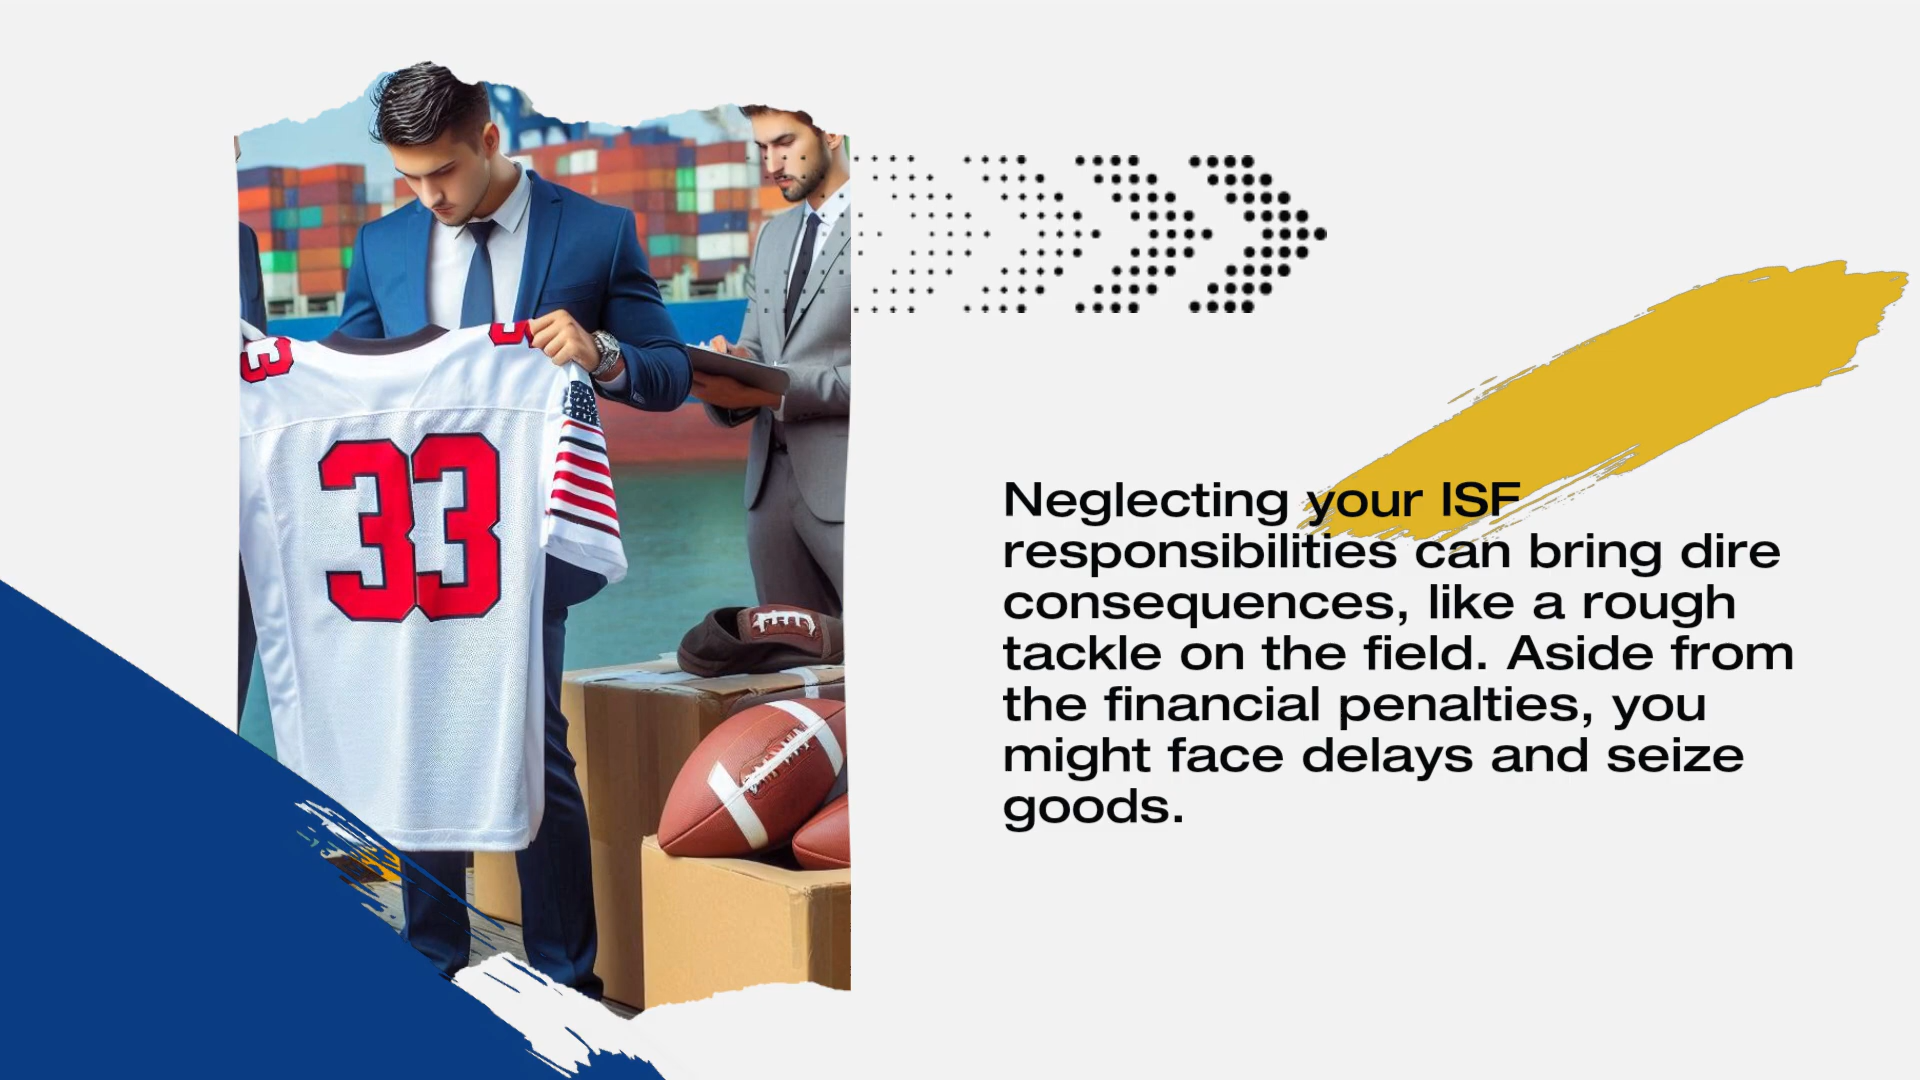 33
Neglecting your ISF
responsibilities can bring dire
consequences, like a rough
tackle on the field. Aside from
the financial penalties, you
might face delays and seize
goods.